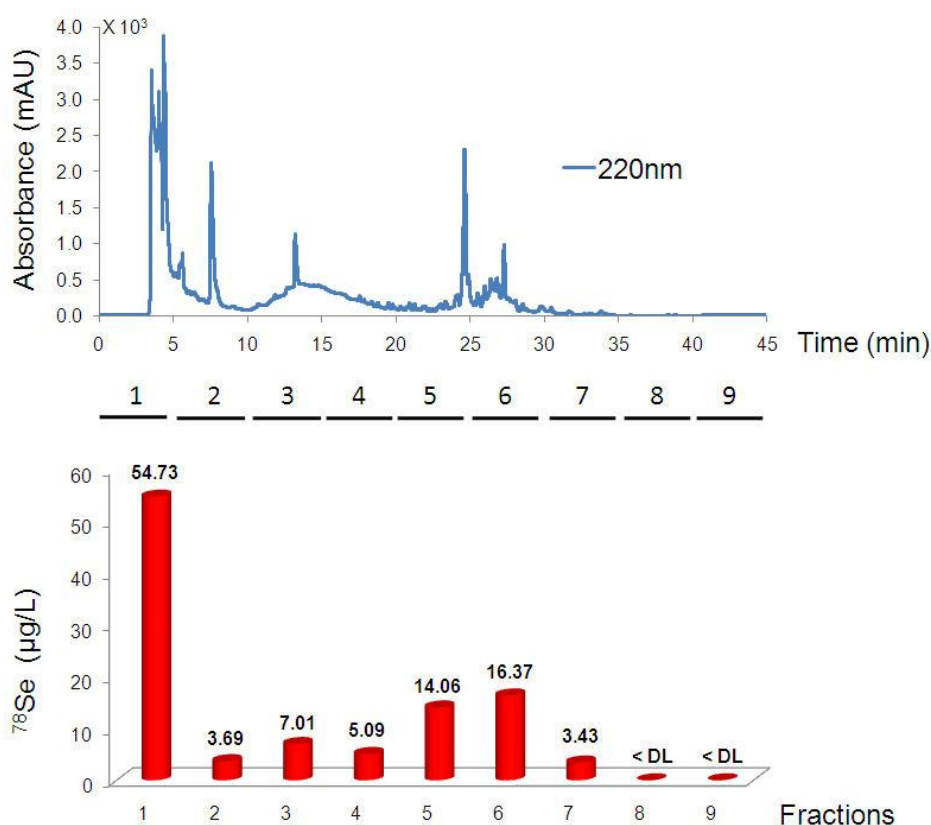 X 10³
4.0
3.5
3.0
2.5
2.0
1.5
1.0
0.5
0.0
Absorbance (mAU)
220nm
0 5 10 15 20 25 30 35 40 45 Time (min)
1 2 3 4 5 6 7 8 9
60
50
40
30
20
10
0
⁷⁸Se (µg/L)
54.73
3.69
7.01
5.09
14.06
16.37
3.43
< DL
< DL
1 2 3 4 5 6 7 8 9 Fractions